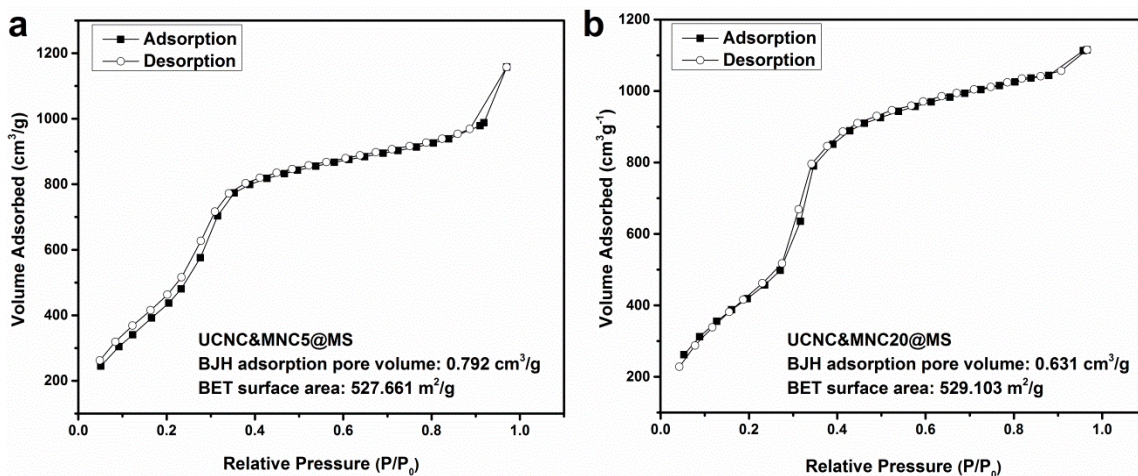 a
Adsorption
Desorption
Volume Adsorbed (cm³/g)
1200
1000
800
600
400
200
UCNC&MNC5@MS
BJH adsorption pore volume: 0.792 cm³/g
BET surface area: 527.661 m²/g
0.0 0.2 0.4 0.6 0.8 1.0
Relative Pressure (P/P₀)
b
Adsorption
Desorption
Volume Adsorbed (cm³g⁻¹)
1200
1000
800
600
400
200
UCNC&MNC20@MS
BJH adsorption pore volume: 0.631 cm³/g
BET surface area: 529.103 m²/g
0.0 0.2 0.4 0.6 0.8 1.0
Relative Pressure (P/P₀)